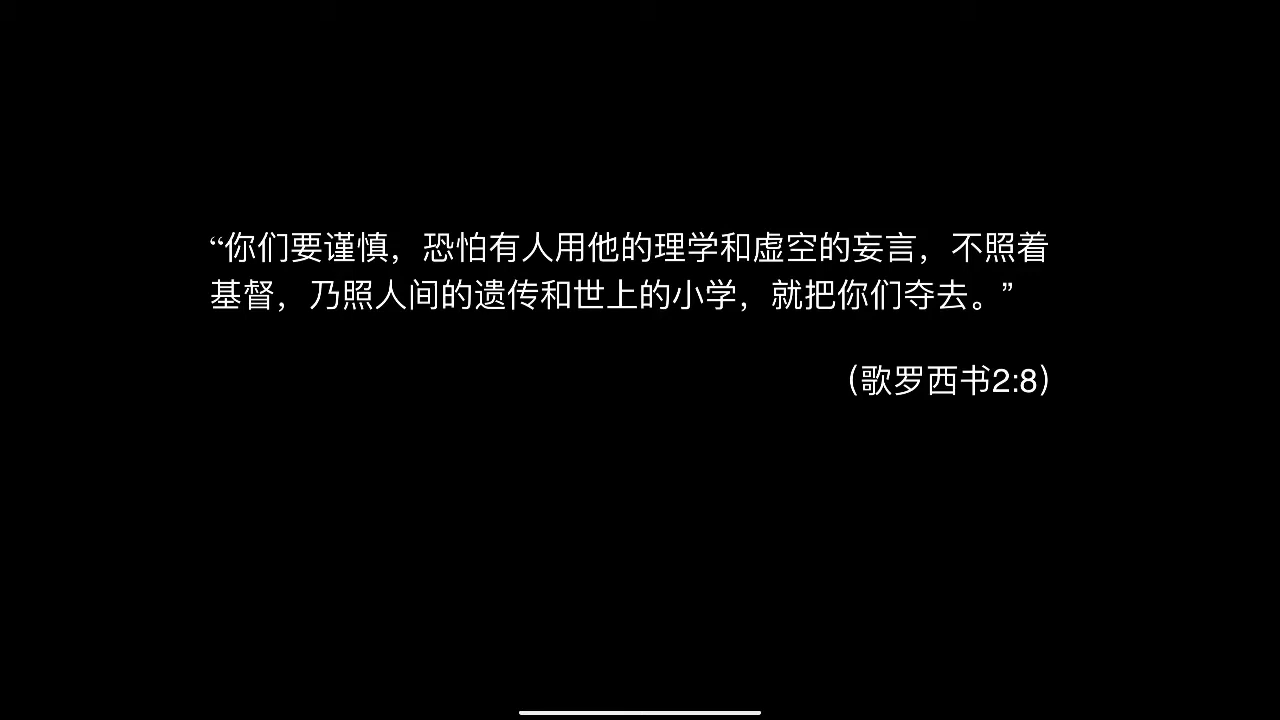 “你们要谨慎，恐怕有人用他的理学和虚空的妄言，不照着
基督，乃照人间的遗传和世上的小学，就把你们夺去。”
（歌罗西书2:8）